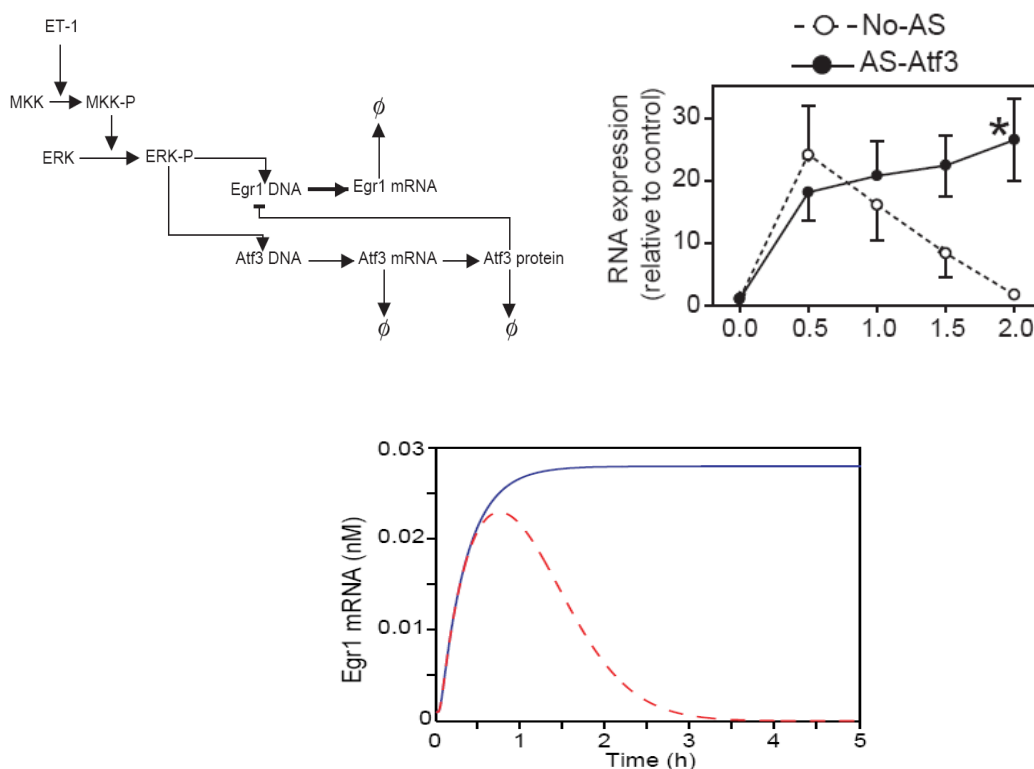 ET-1
MKK
MKK-P
ERK
ERK-P
ϕ
Egr1 DNA
Egr1 mRNA
Atf3 DNA
Atf3 mRNA
Atf3 protein
ϕ
ϕ
No-AS
AS-Atf3
RNA expression
(relative to control)
30
20
10
0
*
0.0
0.5
1.0
1.5
2.0
Egr1 mRNA (nM)
0.03
0.02
0.01
0
0
1
2
3
4
5
Time (h)